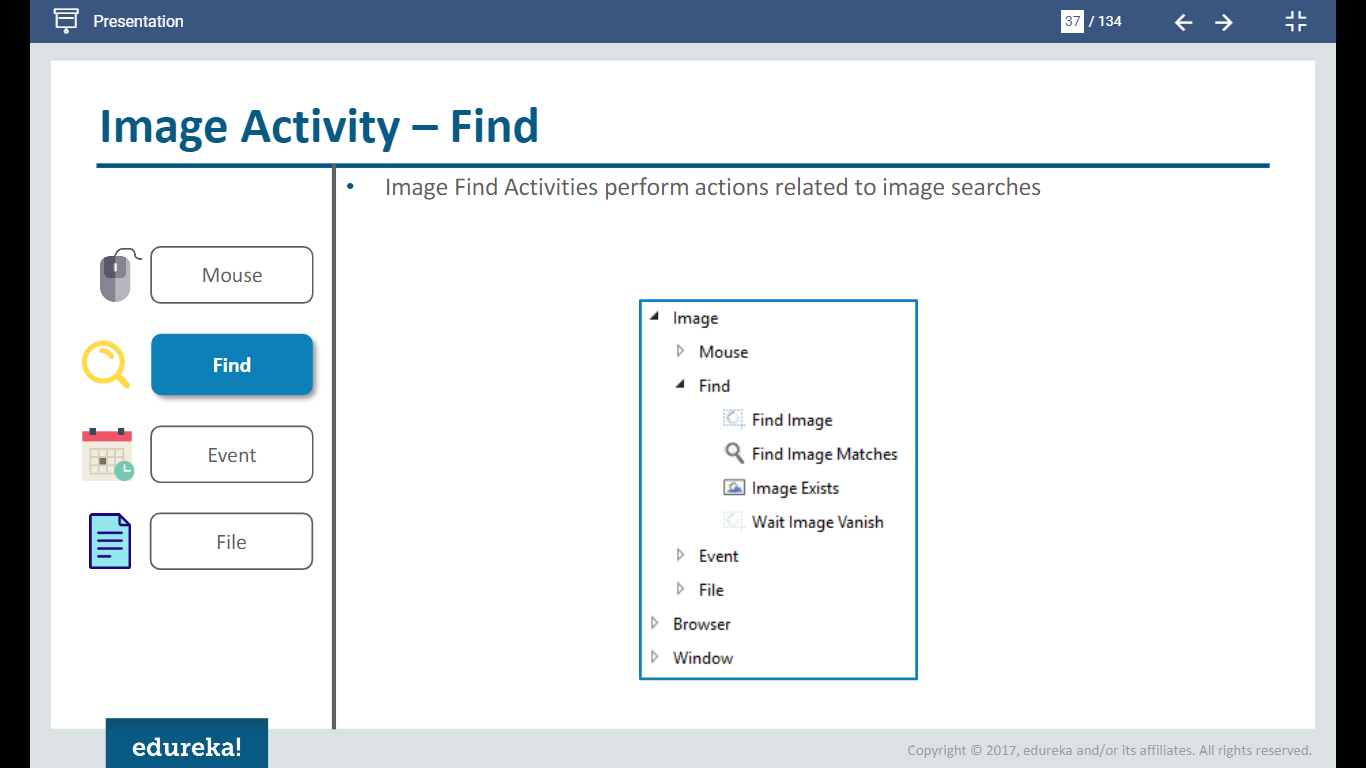 Presentation
37 / 134
Image Activity – Find
• Image Find Activities perform actions related to image searches
Mouse
Find
Event
File
Image
Mouse
Find
Find Image
Find Image Matches
Image Exists
Wait Image Vanish
Event
File
Browser
Window
edureka!
Copyright © 2017, edureka and/or its affiliates. All rights reserved.